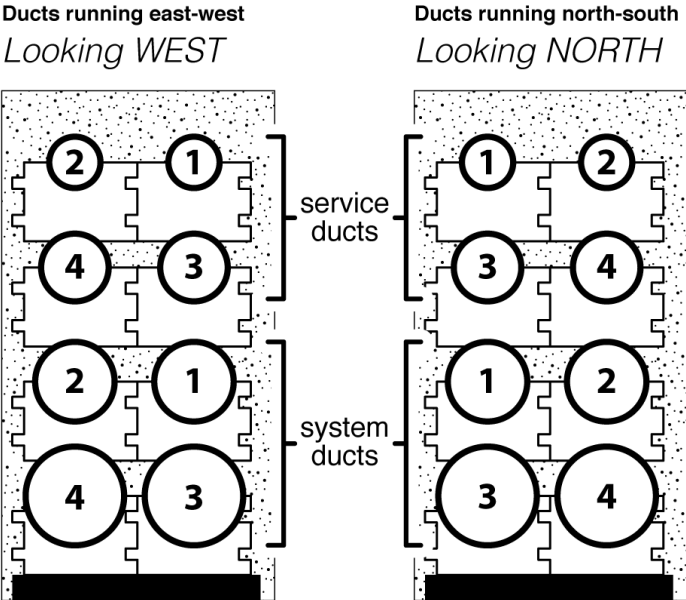 Ducts running east-west
Looking WEST
2 1
4 3
2 1
4 3
service
ducts
system
ducts
Ducts running north-south
Looking NORTH
1 2
3 4
1 2
3 4